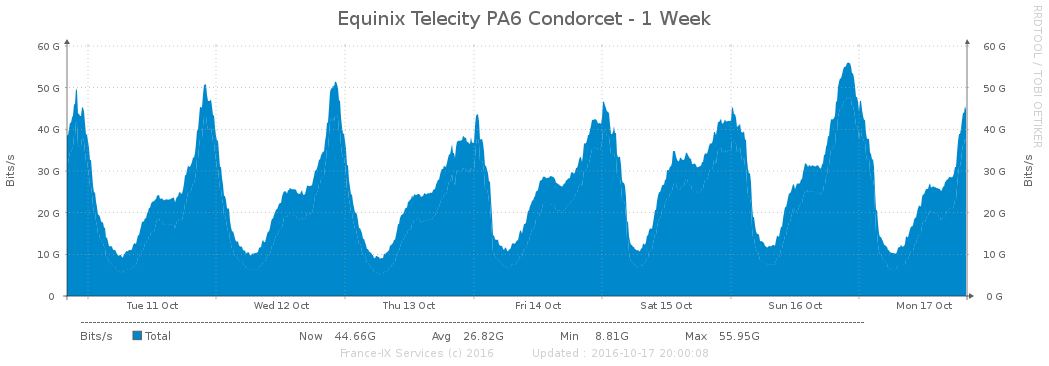 Equinix Telecity PA6 Condorcet - 1 Week
RRDTOOL / TOBI OETIKER
60 G 60 G
50 G 50 G
40 G 40 G
30 G 30 G
20 G 20 G
10 G 10 G
0 0 G
Bits/s
Bits/s
Tue 11 Oct Wed 12 Oct Thu 13 Oct Fri 14 Oct Sat 15 Oct Sun 16 Oct Mon 17 Oct
Bits/s Total Now 44.66G Avg 26.82G Min 8.81G Max 55.95G
France-IX Services (c) 2016 Updated : 2016-10-17 20:00:08